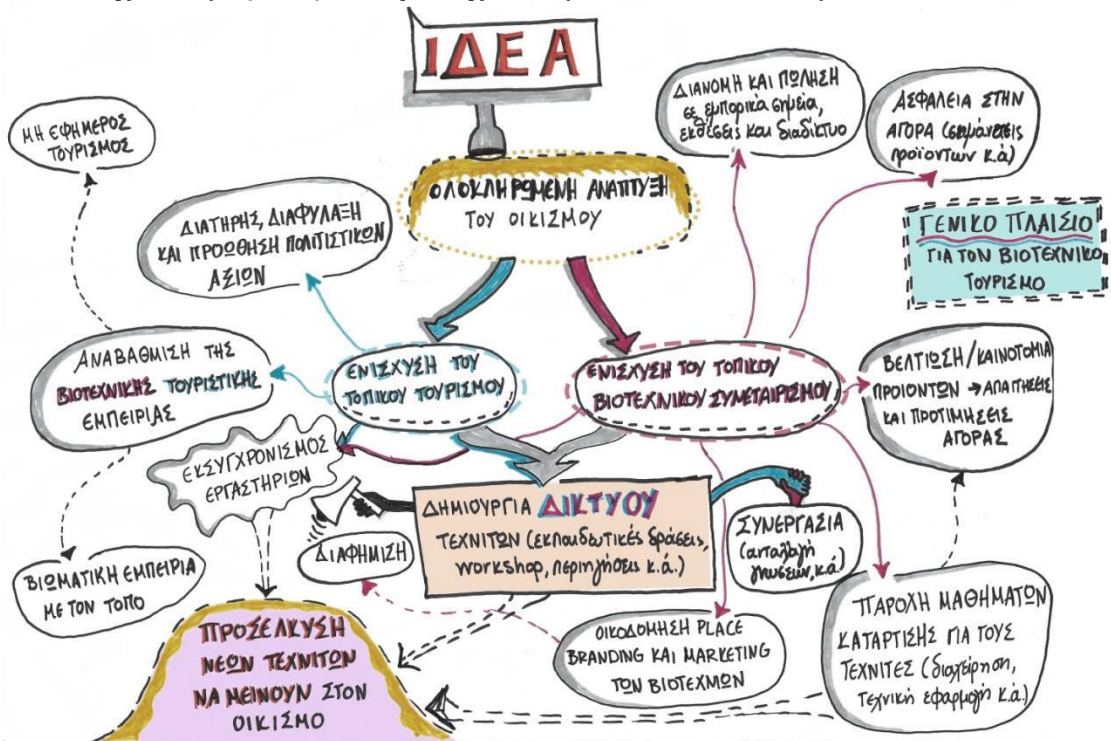 ΙΔΕΑ
ΟΛΟΚΛΗΡΩΜΕΝΗ ΑΝΑΠΤΥΞΗ
ΤΟΥ ΟΙΚΙΣΜΟΥ
ΔΙΑΝΟΜΗ ΚΑΙ ΠΩΛΗΣΗ
σε εμπορικά σημεία,
εκθέσεις και διαδίκτυο
ΑΣΦΑΛΕΙΑ ΣΤΗΝ
ΑΓΟΡΑ (σημάνσεις
προϊόντων κ.ά.)
ΜΗ ΕΦΗΜΕΡΟΣ
ΤΟΥΡΙΣΜΟΣ
ΔΙΑΤΗΡΗΣ, ΔΙΑΦΥΛΑΞΗ
ΚΑΙ ΠΡΟΩΘΗΣΗ ΠΟΛΙΤΙΣΤΙΚΩΝ
ΑΞΙΩΝ
ΓΕΝΙΚΟ ΠΛΑΙΣΙΟ
ΓΙΑ ΤΟΝ ΒΙΟΤΕΧΝΙΚΟ
ΤΟΥΡΙΣΜΟ
ΑΝΑΒΑΘΜΙΣΗ ΤΗΣ
ΒΙΟΤΕΧΝΙΚΗΣ ΤΟΥΡΙΣΤΙΚΗΣ
ΕΜΠΕΙΡΙΑΣ
ΕΝΙΣΧΥΣΗ ΤΟΥ
ΤΟΠΙΚΟΥ ΤΟΥΡΙΣΜΟΥ
ΕΝΙΣΧΥΣΗ ΤΟΥ ΤΟΠΙΚΟΥ
ΒΙΟΤΕΧΝΙΚΟΥ ΣΥΝΕΤΑΙΡΙΣΜΟΥ
ΒΕΛΤΙΩΣΗ/ΚΑΙΝΟΤΟΜΙΑ
ΠΡΟΙΟΝΤΩΝ → ΑΠΑΙΤΗΣΕΙΣ
ΚΑΙ ΠΡΟΤΙΜΗΣΕΙΣ
ΑΓΟΡΑΣ
ΕΚΣΥΓΧΡΟΝΙΣΜΟΣ
ΕΡΓΑΣΤΗΡΙΩΝ
ΔΗΜΙΟΥΡΓΙΑ ΔΙΚΤΥΟΥ
ΤΕΧΝΙΤΩΝ (εκπαιδευτικές δράσεις,
workshop, περιηγήσεις κ.ά.)
ΔΙΑΦΗΜΙΣΗ
ΣΥΝΕΡΓΑΣΙΑ
(ανταλλαγή
γνώσεων, κ.ά.)
ΒΙΩΜΑΤΙΚΗ ΕΜΠΕΙΡΙΑ
ΜΕ ΤΟΝ ΤΟΠΟ
ΠΡΟΣΕΛΚΥΣΗ
ΝΕΩΝ ΤΕΧΝΙΤΩΝ
ΝΑ ΜΕΙΝΟΥΝ ΣΤΟΝ
ΟΙΚΙΣΜΟ
ΟΙΚΟΔΟΜΗΣΗ PLACE
BRANDING ΚΑΙ MARKETING
ΤΩΝ ΒΙΟΤΕΧΝΩΝ
ΠΑΡΟΧΗ ΜΑΘΗΜΑΤΩΝ
ΚΑΤΑΡΤΙΣΗΣ ΓΙΑ ΤΟΥΣ
ΤΕΧΝΙΤΕΣ (διαχείρηση,
τεχνική εφαρμογή κ.ά.)